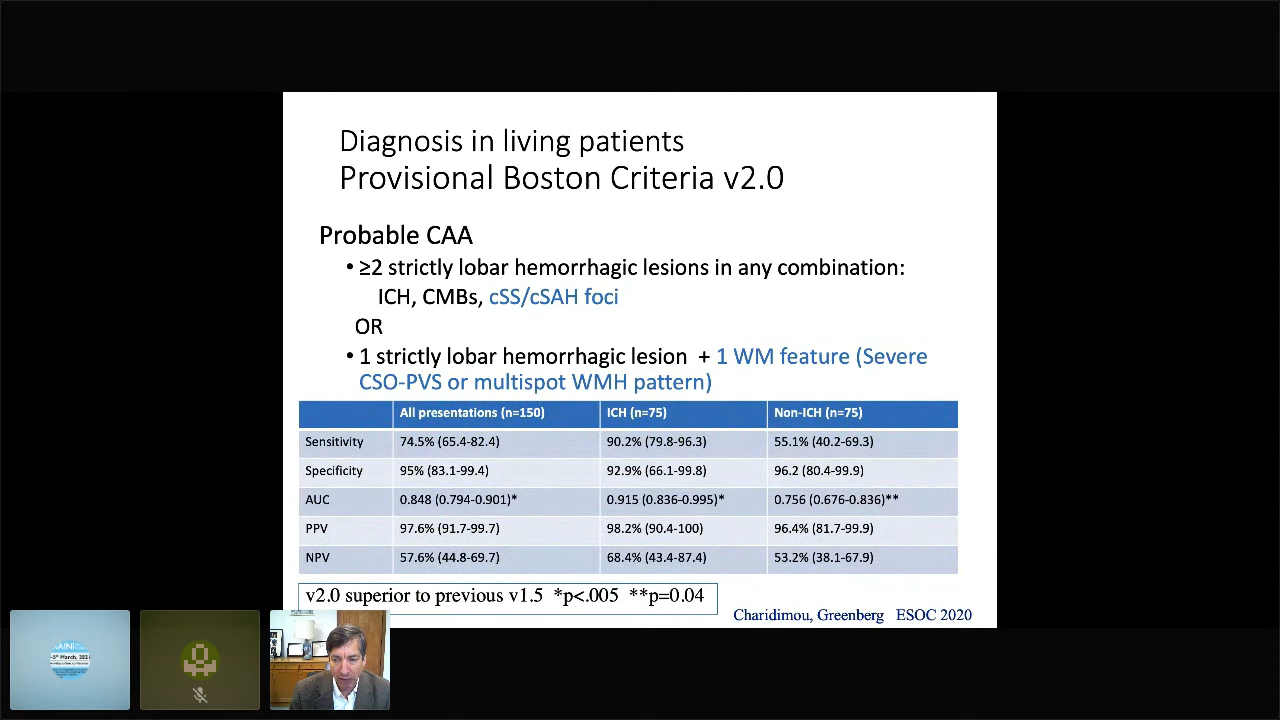 Diagnosis in living patients
Provisional Boston Criteria v2.0
Probable CAA
• ≥2 strictly lobar hemorrhagic lesions in any combination:
ICH, CMBs, cSS/cSAH foci
OR
• 1 strictly lobar hemorrhagic lesion + 1 WM feature (Severe
CSO-PVS or multispot WMH pattern)
All presentations (n=150) ICH (n=75) Non-ICH (n=75)
Sensitivity 74.5% (65.4-82.4) 90.2% (79.8-96.3) 55.1% (40.2-69.3)
Specificity 95% (83.1-99.4) 92.9% (66.1-99.8) 96.2 (80.4-99.9)
AUC 0.848 (0.794-0.901)* 0.915 (0.836-0.995)* 0.756 (0.676-0.836)**
PPV 97.6% (91.7-99.7) 98.2% (90.4-100) 96.4% (81.7-99.9)
NPV 57.6% (44.8-69.7) 68.4% (43.4-87.4) 53.2% (38.1-67.9)
v2.0 superior to previous v1.5 *p<.005 **p=0.04
Charidimou, Greenberg ESOC 2020